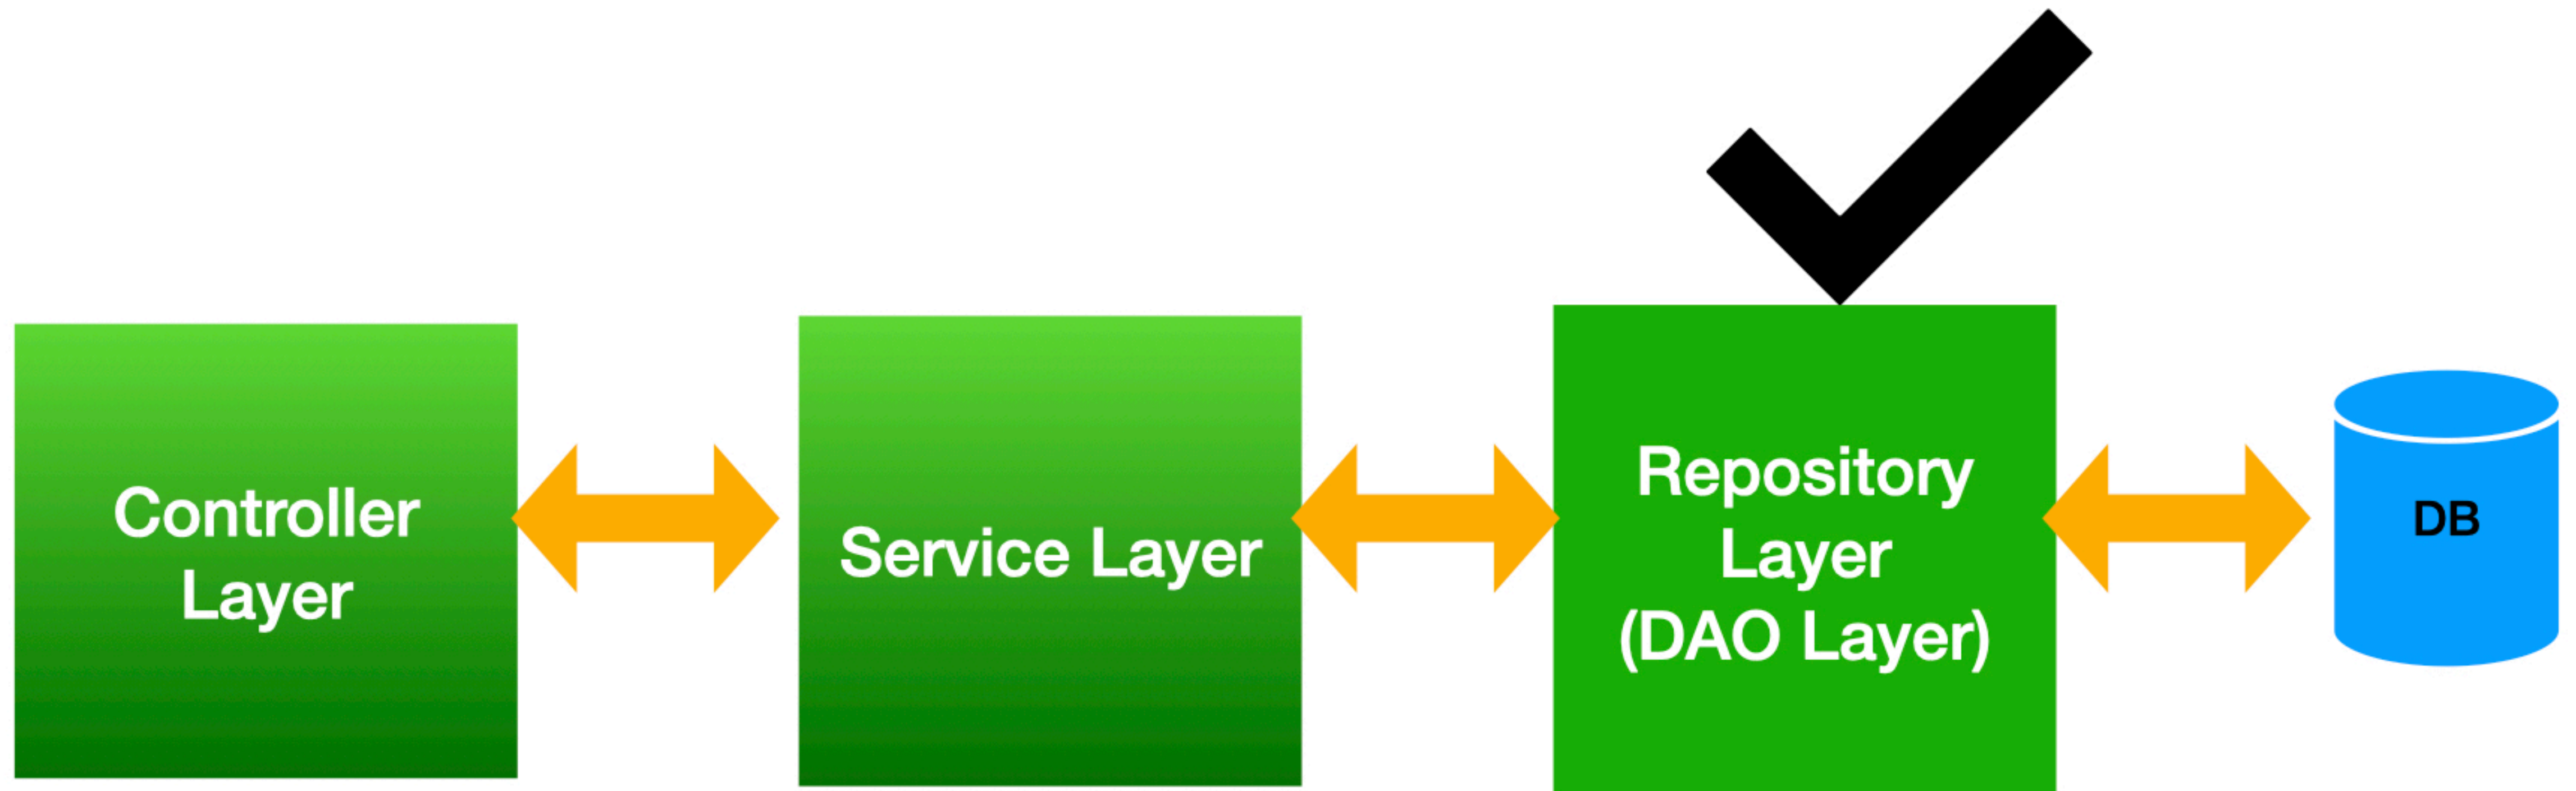 Controller
Layer
Service Layer
Repository
Layer
(DAO Layer)
DB